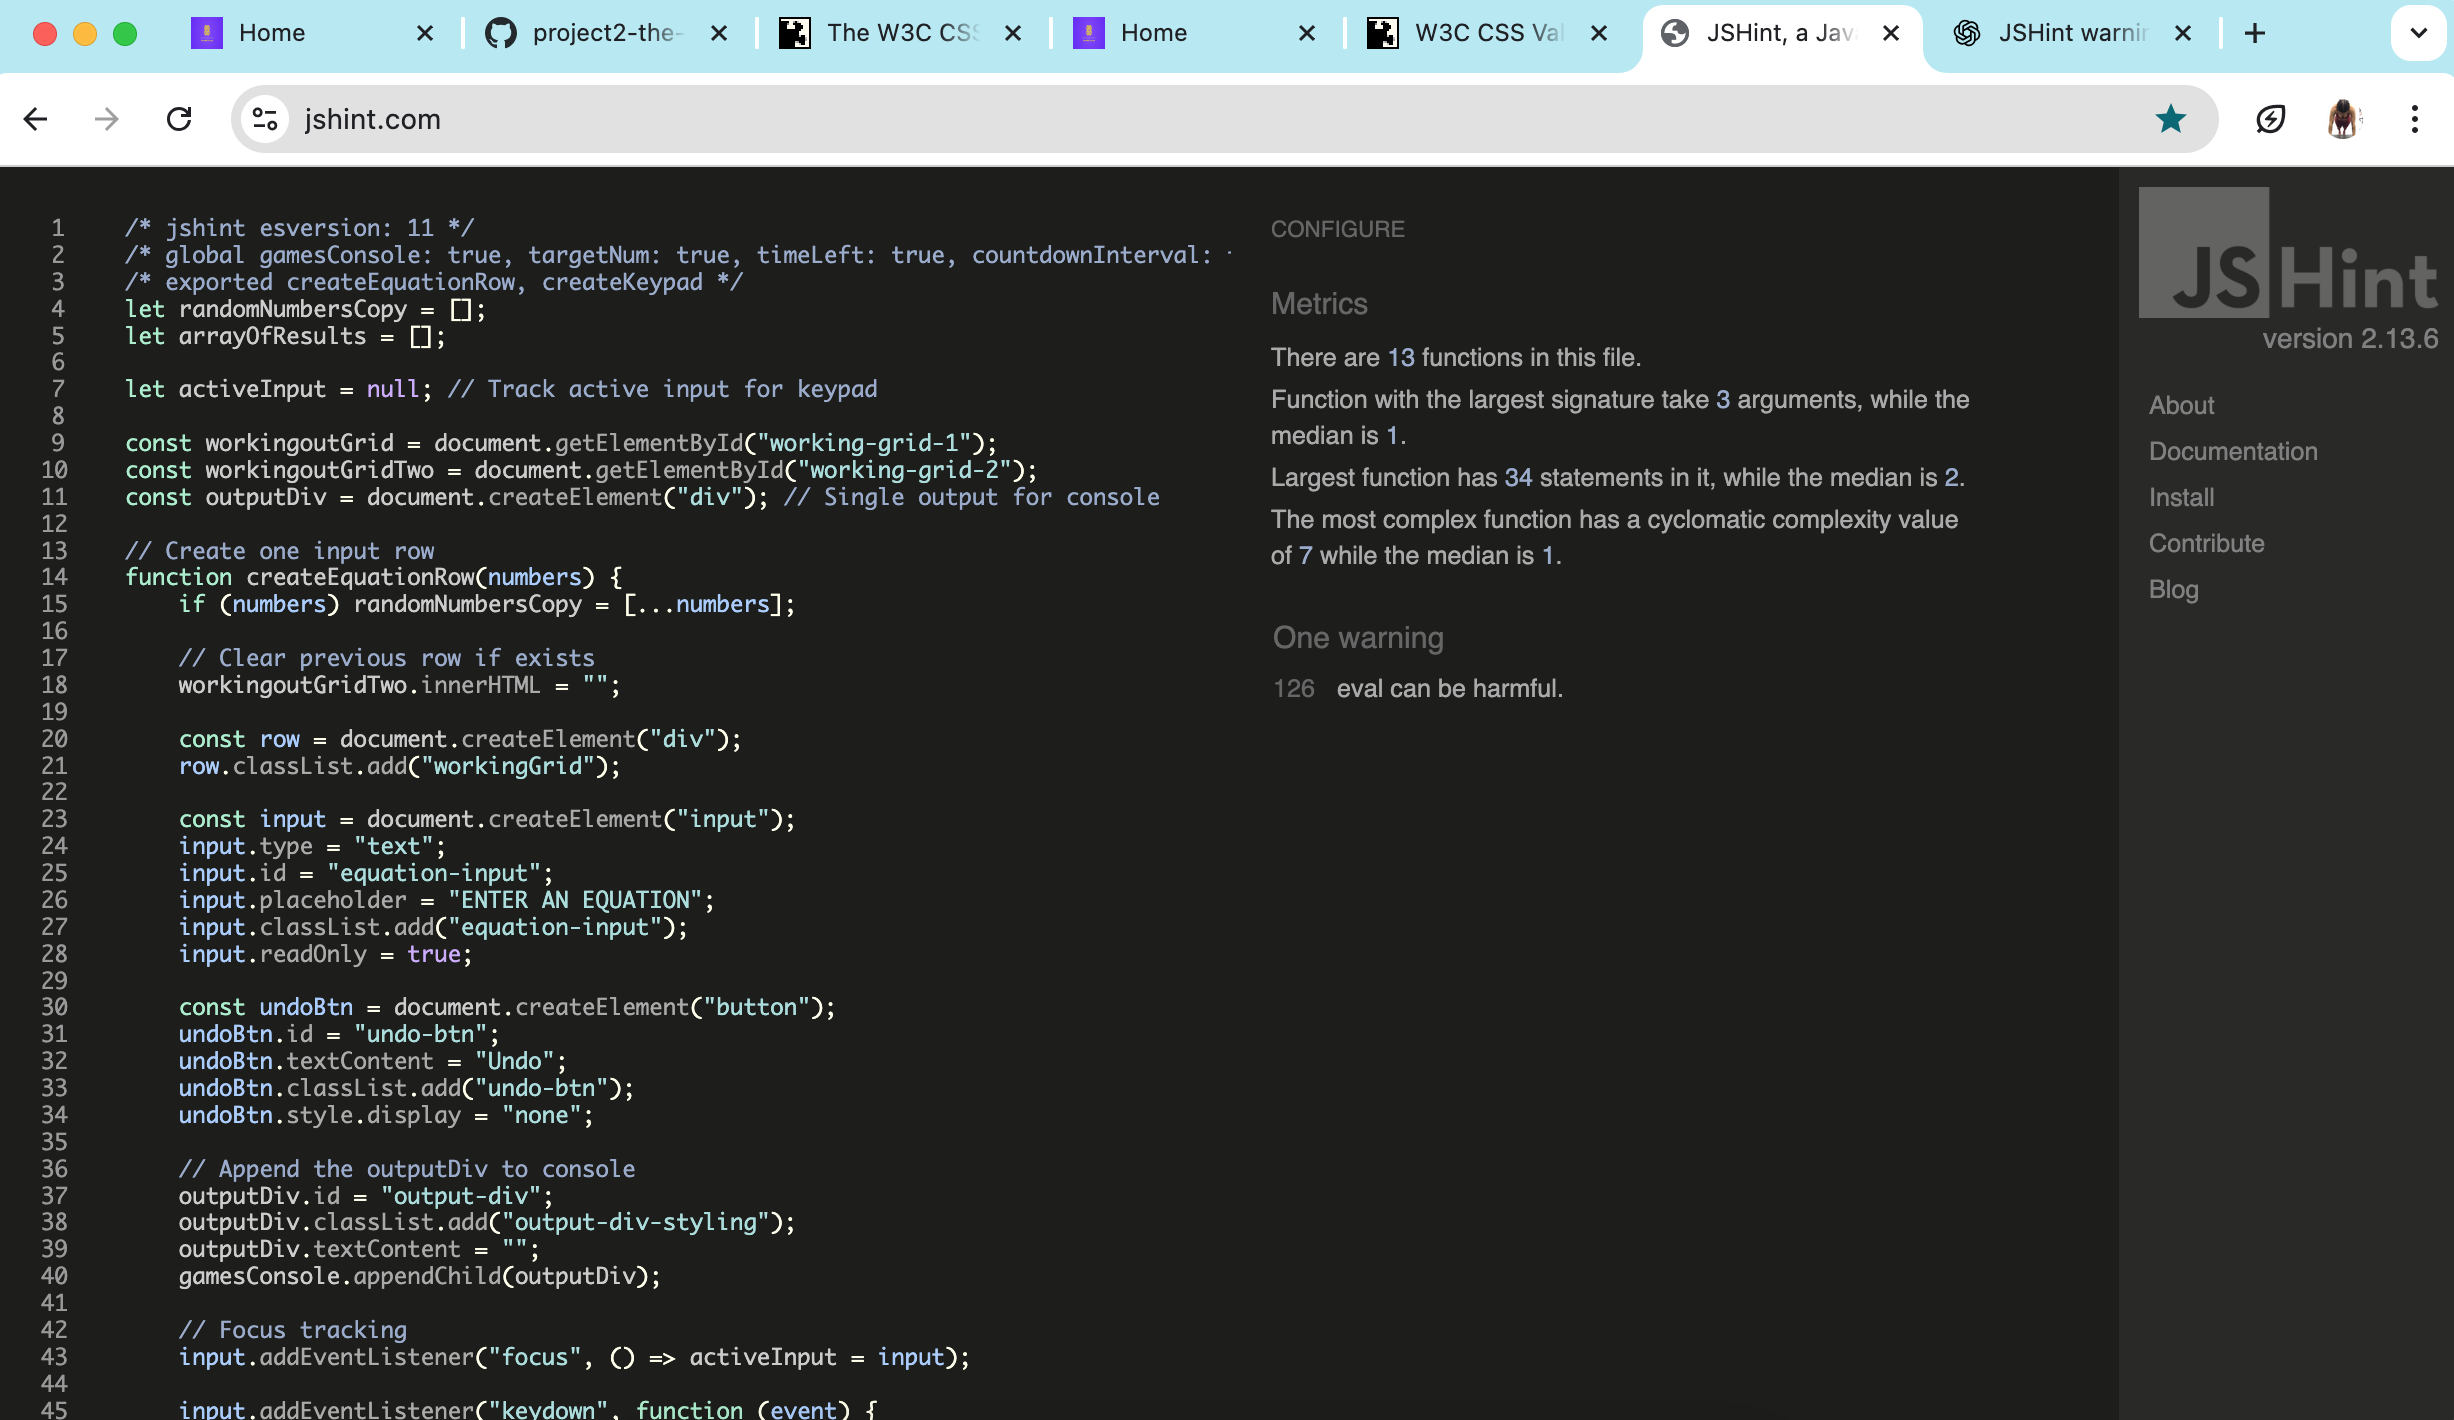 Home
project2-the-
The W3C CSS
Home
W3C CSS Val
JSHint, a Java
JSHint warnin
jshint.com
1 /* jshint esversion: 11 */
2 /* global gamesConsole: true, targetNum: true, timeLeft: true, countdownInterval:
3 /* exported createEquationRow, createKeypad */
4 let randomNumbersCopy = [];
5 let arrayOfResults = [];
6
7 let activeInput = null; // Track active input for keypad
8
9 const workingoutGrid = document.getElementById("working-grid-1");
10 const workingoutGridTwo = document.getElementById("working-grid-2");
11 const outputDiv = document.createElement("div"); // Single output for console
12
13 // Create one input row
14 function createEquationRow(numbers) {
15 if (numbers) randomNumbersCopy = [...numbers];
16
17 // Clear previous row if exists
18 workingoutGridTwo.innerHTML = "";
19
20 const row = document.createElement("div");
21 row.classList.add("workingGrid");
22
23 const input = document.createElement("input");
24 input.type = "text";
25 input.id = "equation-input";
26 input.placeholder = "ENTER AN EQUATION";
27 input.classList.add("equation-input");
28 input.readOnly = true;
29
30 const undoBtn = document.createElement("button");
31 undoBtn.id = "undo-btn";
32 undoBtn.textContent = "Undo";
33 undoBtn.classList.add("undo-btn");
34 undoBtn.style.display = "none";
35
36 // Append the outputDiv to console
37 outputDiv.id = "output-div";
38 outputDiv.classList.add("output-div-styling");
39 outputDiv.textContent = "";
40 gamesConsole.appendChild(outputDiv);
41
42 // Focus tracking
43 input.addEventListener("focus", () => activeInput = input);
44
45 input.addEventListener("keydown", function (event) {
CONFIGURE
Metrics
There are 13 functions in this file.
Function with the largest signature take 3 arguments, while the
median is 1.
Largest function has 34 statements in it, while the median is 2.
The most complex function has a cyclomatic complexity value
of 7 while the median is 1.
One warning
126 eval can be harmful.
JSHint
version 2.13.6
About
Documentation
Install
Contribute
Blog